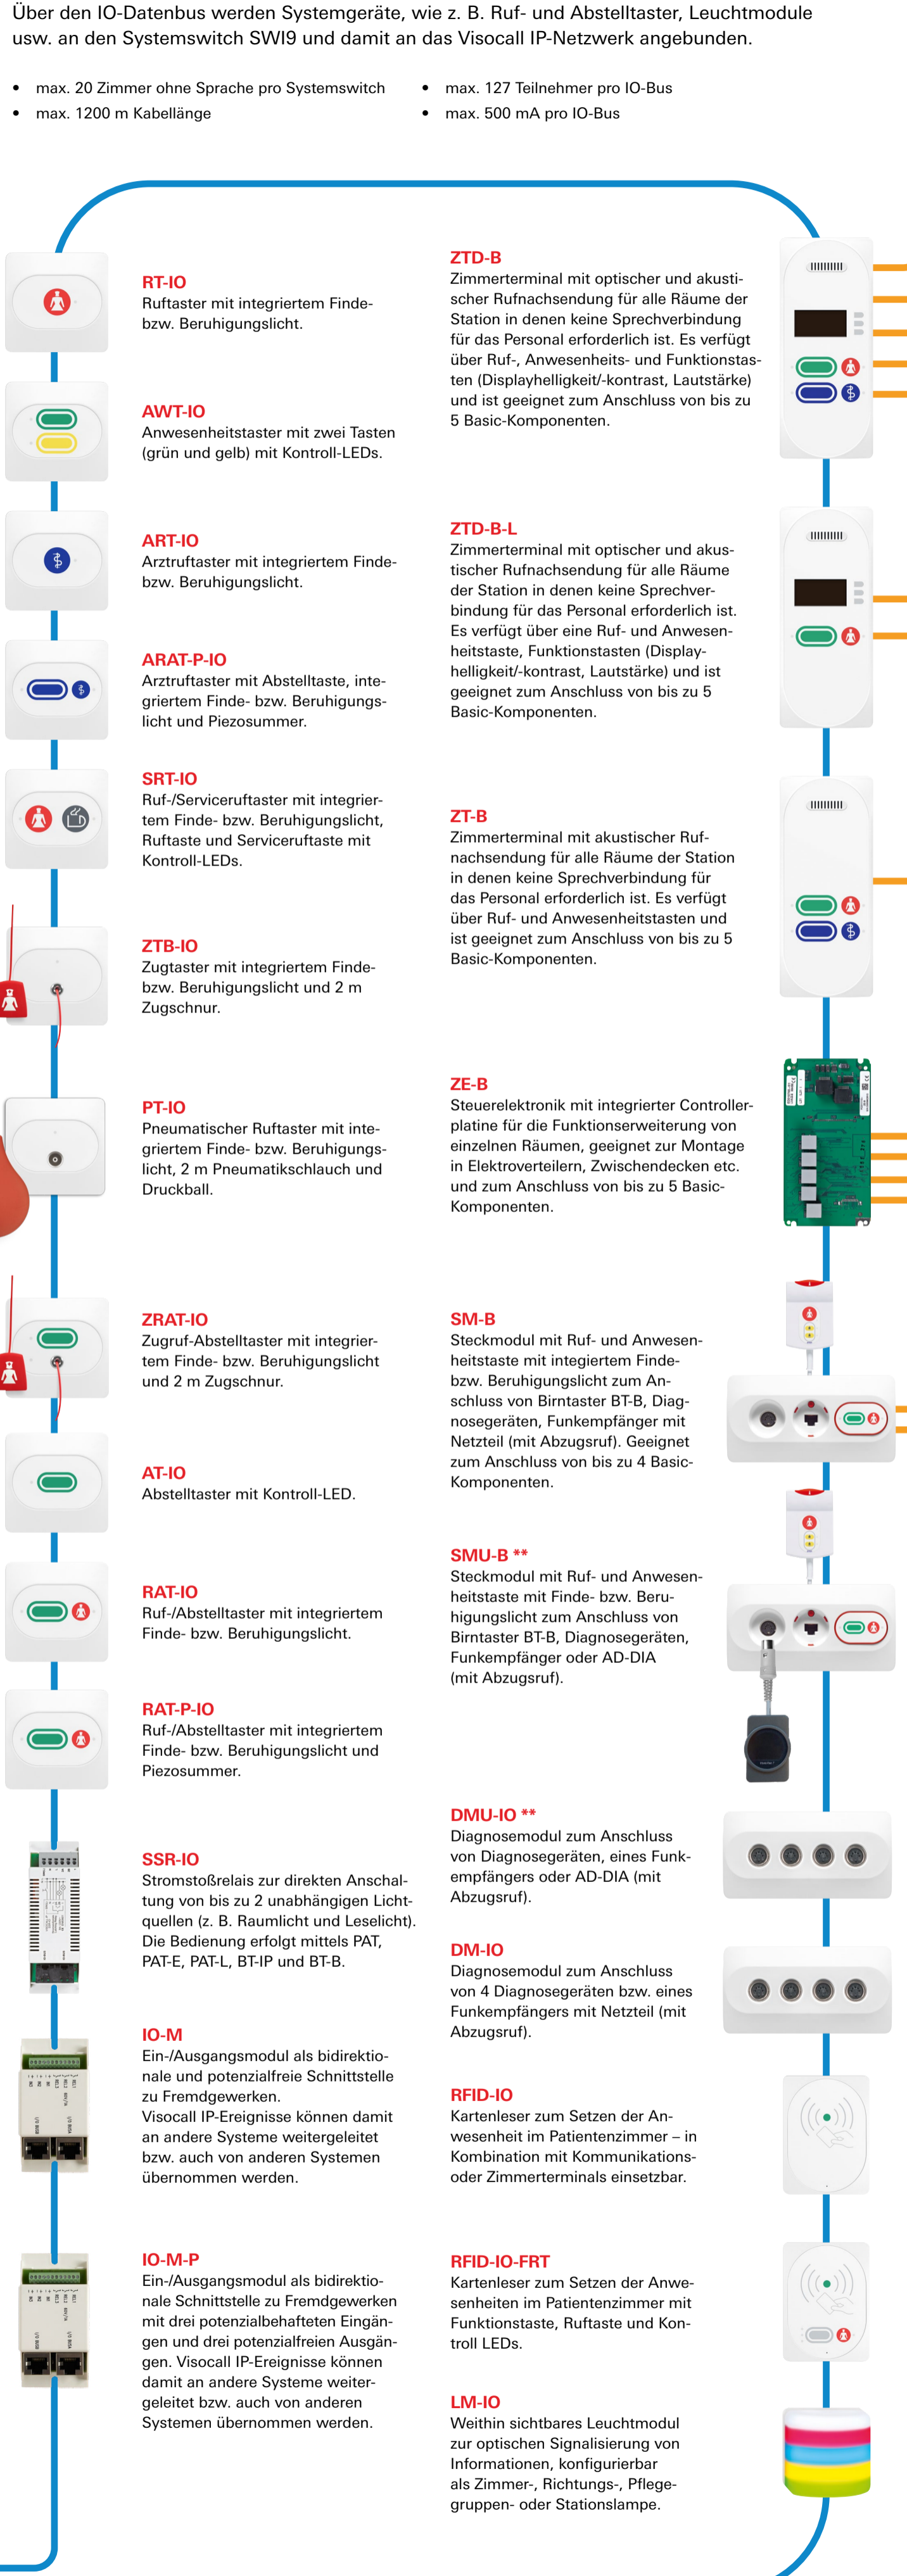 Über den IO-Datenbus werden Systemgeräte, wie z. B. Ruf- und Abstelltaster, Leuchtmodule
usw. an den Systemswitch SWI9 und damit an das Visocall IP-Netzwerk angebunden.
• max. 20 Zimmer ohne Sprache pro Systemswitch
• max. 1200 m Kabellänge
• max. 127 Teilnehmer pro IO-Bus
• max. 500 mA pro IO-Bus
RT-IO
Ruftaster mit integriertem Finde-
bzw. Beruhigungslicht.
AWT-IO
Anwesenheitstaster mit zwei Tasten
(grün und gelb) mit Kontroll-LEDs.
ART-IO
Arztruftaster mit integriertem Finde-
bzw. Beruhigungslicht.
ARAT-P-IO
Arztruftaster mit Abstelltaste, inte-
griertem Finde- bzw. Beruhigungs-
licht und Piezosummer.
SRT-IO
Ruf-/Serviceruftaster mit integrier-
tem Finde- bzw. Beruhigungslicht,
Ruftaste und Serviceruftaste mit
Kontroll-LEDs.
ZTB-IO
Zugtaster mit integriertem Finde-
bzw. Beruhigungslicht und 2 m
Zugschnur.
PT-IO
Pneumatischer Ruftaster mit inte-
griertem Finde- bzw. Beruhigungs-
licht, 2 m Pneumatikschlauch und
Druckball.
ZRAT-IO
Zugruf-Abstelltaster mit integrier-
tem Finde- bzw. Beruhigungslicht
und 2 m Zugschnur.
AT-IO
Abstelltaster mit Kontroll-LED.
RAT-IO
Ruf-/Abstelltaster mit integriertem
Finde- bzw. Beruhigungslicht.
RAT-P-IO
Ruf-/Abstelltaster mit integriertem
Finde- bzw. Beruhigungslicht und
Piezosummer.
SSR-IO
Stromstoßrelais zur direkten Anschal-
tung von bis zu 2 unabhängigen Licht-
quellen (z. B. Raumlicht und Leselicht).
Die Bedienung erfolgt mittels PAT,
PAT-E, PAT-L, BT-IP und BT-B.
IO-M
Ein-/Ausgangsmodul als bidirektio-
nale und potenzialfreie Schnittstelle
zu Fremdgewerken.
Visocall IP-Ereignisse können damit
an andere Systeme weitergeleitet
bzw. auch von anderen Systemen
übernommen werden.
IO-M-P
Ein-/Ausgangsmodul als bidirektio-
nale Schnittstelle zu Fremdgewerken
mit drei potenzialbehafteten Eingän-
gen und drei potenzialfreien Ausgän-
gen. Visocall IP-Ereignisse können
damit an andere Systeme weiter-
geleitet bzw. auch von anderen
Systemen übernommen werden.
ZTD-B
Zimmerterminal mit optischer und akusti-
scher Rufnachsendung für alle Räume der
Station in denen keine Sprechverbindung
für das Personal erforderlich ist. Es verfügt
über Ruf-, Anwesenheits- und Funktionstas-
ten (Displayhelligkeit/-kontrast, Lautstärke)
und ist geeignet zum Anschluss von bis zu
5 Basic-Komponenten.
ZTD-B-L
Zimmerterminal mit optischer und akus-
tischer Rufnachsendung für alle Räume
der Station in denen keine Sprechver-
bindung für das Personal erforderlich ist.
Es verfügt über eine Ruf- und Anwesen-
heitstaste, Funktionstasten (Display-
helligkeit/-kontrast, Lautstärke) und ist
geeignet zum Anschluss von bis zu 5
Basic-Komponenten.
ZT-B
Zimmerterminal mit akustischer Ruf-
nachsendung für alle Räume der Station
in denen keine Sprechverbindung für
das Personal erforderlich ist. Es verfügt
über Ruf- und Anwesenheitstasten und
ist geeignet zum Anschluss von bis zu 5
Basic-Komponenten.
ZE-B
Steuerelektronik mit integrierter Controller-
platine für die Funktionserweiterung von
einzelnen Räumen, geeignet zur Montage
in Elektroverteilern, Zwischendecken etc.
und zum Anschluss von bis zu 5 Basic-
Komponenten.
SM-B
Steckmodul mit Ruf- und Anwesen-
heitstaste mit integiertem Finde-
bzw. Beruhigungslicht zum An-
schluss von Birntaster BT-B, Diag-
nosegeräten, Funkempfänger mit
Netzteil (mit Abzugsruf). Geeignet
zum Anschluss von bis zu 4 Basic-
Komponenten.
SMU-B **
Steckmodul mit Ruf- und Anwesen-
heitstaste mit Finde- bzw. Beru-
higungslicht zum Anschluss von
Birntaster BT-B, Diagnosegeräten,
Funkempfänger oder AD-DIA
(mit Abzugsruf).
DMU-IO **
Diagnosemodul zum Anschluss
von Diagnosegeräten, eines Funk-
empfängers oder AD-DIA (mit
Abzugsruf).
DM-IO
Diagnosemodul zum Anschluss
von 4 Diagnosegeräten bzw. eines
Funkempfängers mit Netzteil (mit
Abzugsruf).
RFID-IO
Kartenleser zum Setzen der An-
wesenheit im Patientenzimmer – in
Kombination mit Kommunikations-
oder Zimmerterminals einsetzbar.
RFID-IO-FRT
Kartenleser zum Setzen der Anwe-
senheiten im Patientenzimmer mit
Funktionstaste, Ruftaste und Kon-
troll LEDs.
LM-IO
Weithin sichtbares Leuchtmodul
zur optischen Signalisierung von
Informationen, konfigurierbar
als Zimmer-, Richtungs-, Pflege-
gruppen- oder Stationslampe.